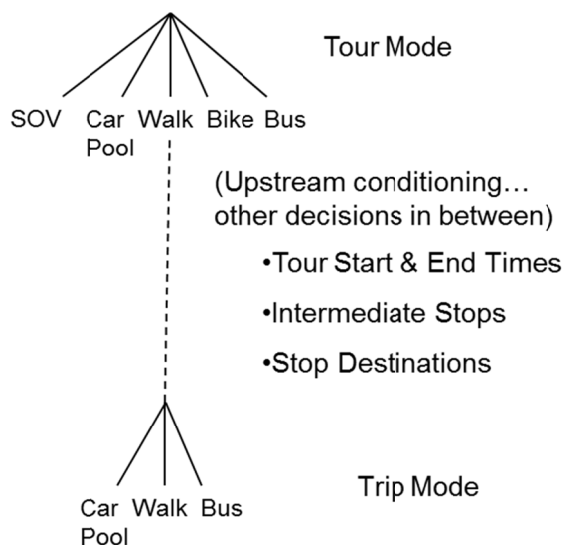 Tour Mode
SOV Car Walk Bike Bus
Pool
(Upstream conditioning…
other decisions in between)
•Tour Start & End Times
•Intermediate Stops
•Stop Destinations
Trip Mode
Car Walk Bus
Pool